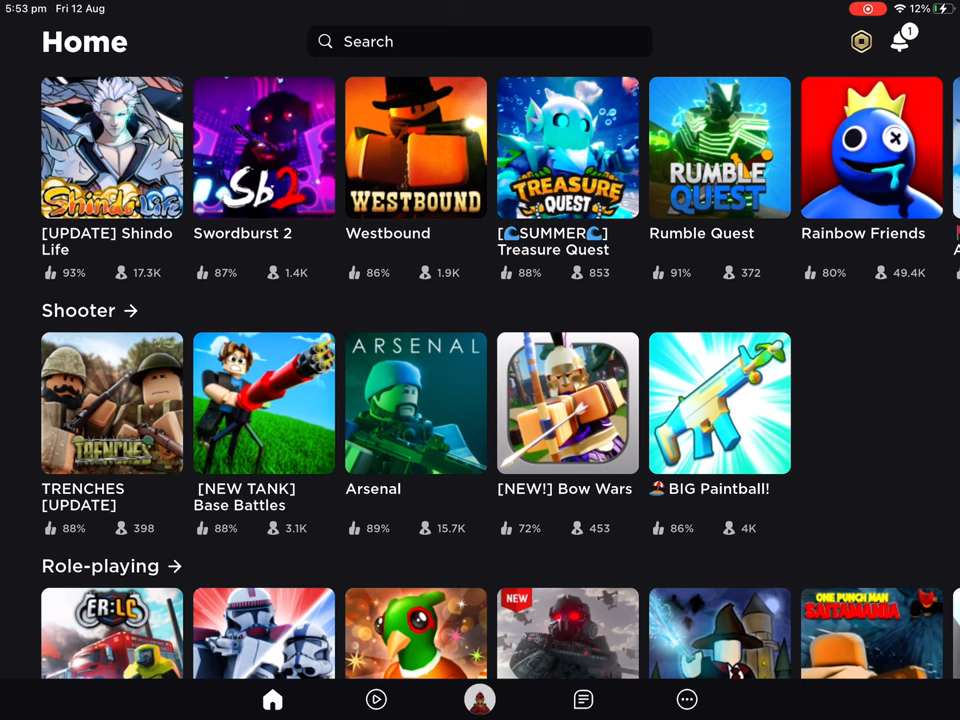 5:53 pm Fri 12 Aug
12%
Home
Search
1
Shindo Life
Sb2
WESTBOUND
TREASURE
QUEST
RUMBLE
QUEST
[UPDATE] Shindo
Life
Swordburst 2
Westbound
[🌊SUMMER🌊]
Treasure Quest
Rumble Quest
Rainbow Friends
93% 17.3K
87% 1.4K
86% 1.9K
88% 853
91% 372
80% 49.4K
Shooter →
TRENCHES
ARSENAL
TRENCHES
[UPDATE]
[NEW TANK]
Base Battles
Arsenal
[NEW!] Bow Wars
🏖️BIG Paintball!
88% 398
88% 3.1K
89% 15.7K
72% 453
86% 4K
Role-playing →
ER:LC
NEW
ONE PUNCH MAN
SAITAMANIA